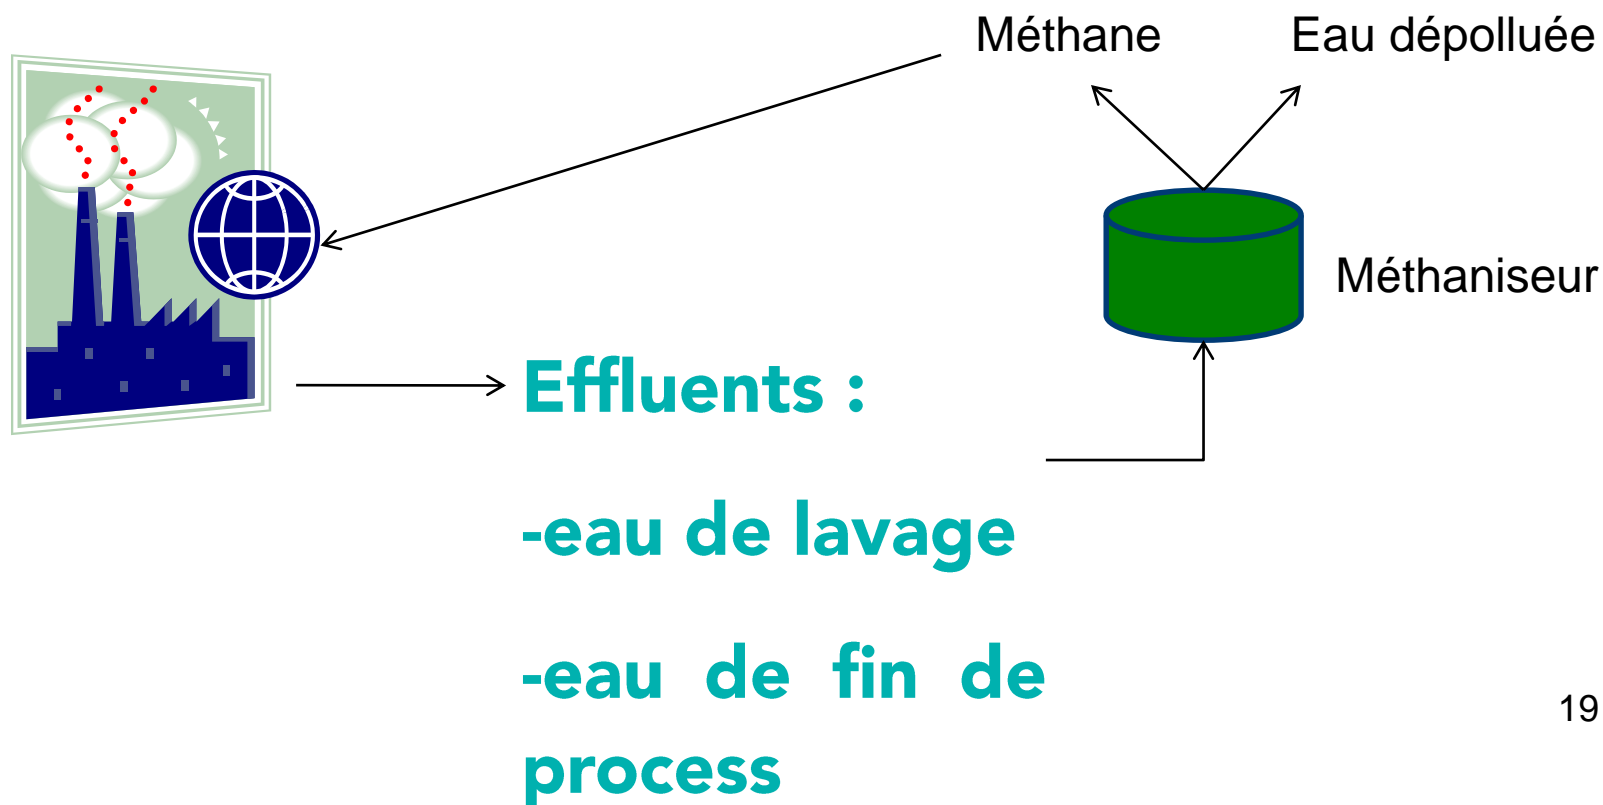 Méthane
Eau dépolluée
Méthaniseur
Effluents :
-eau de lavage
-eau de fin de
process
19